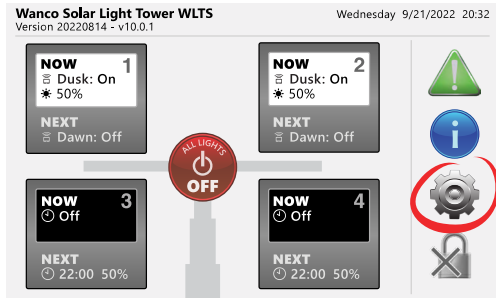 Wanco Solar Light Tower WLTS
Version 20220814 - v10.0.1
Wednesday 9/21/2022 20:32
NOW 1
Dusk: On
50%
NEXT
Dawn: Off
NOW 2
Dusk: On
50%
NEXT
Dawn: Off
ALL LIGHTS
OFF
NOW 3
Off
NEXT
22:00 50%
NOW 4
Off
NEXT
22:00 50%
i